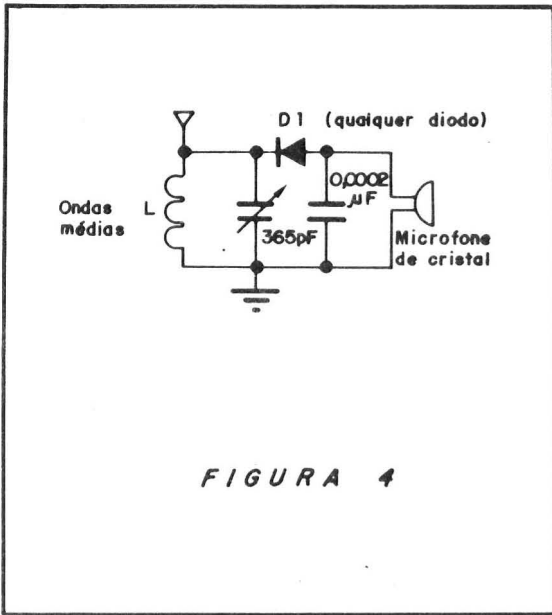 D1 (qualquer diodo)
0,0002
µF
Ondas
médias
L
365pF
Microfone
de cristal
FIGURA 4